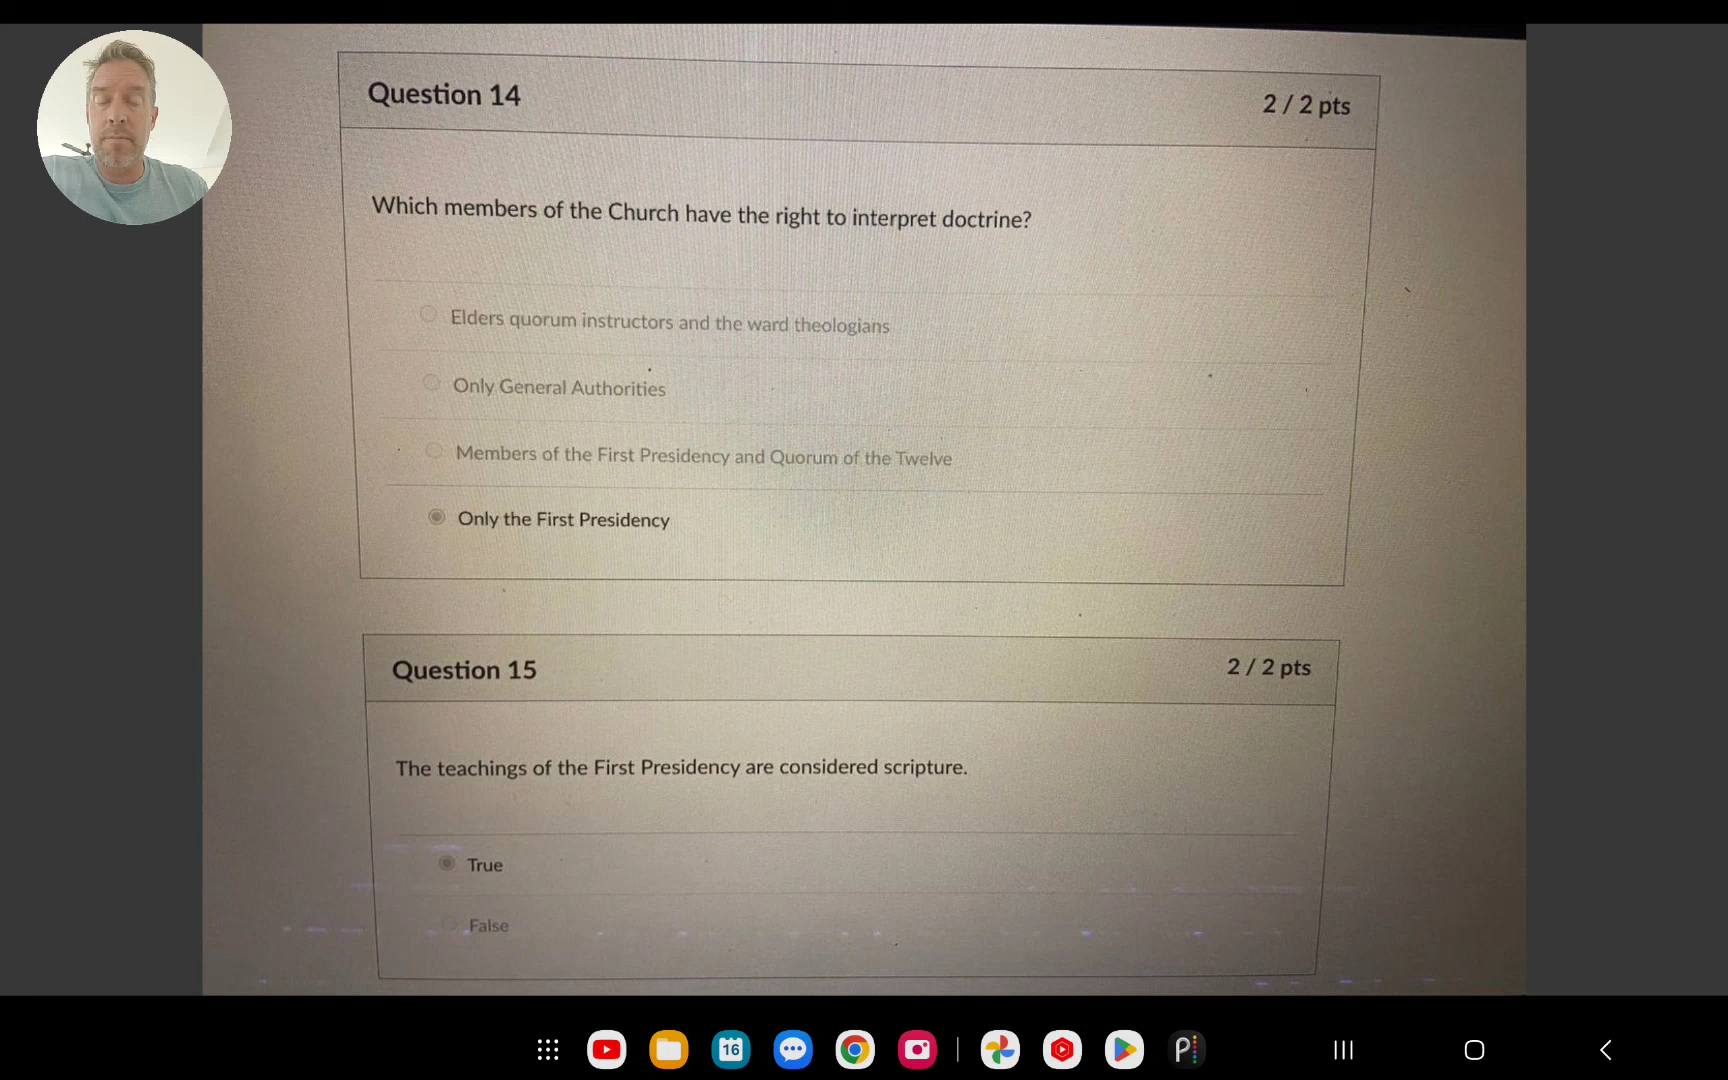 Question 14
2 / 2 pts
Which members of the Church have the right to interpret doctrine?
Elders quorum instructors and the ward theologians
Only General Authorities
Members of the First Presidency and Quorum of the Twelve
Only the First Presidency
Question 15
2 / 2 pts
The teachings of the First Presidency are considered scripture.
True
False
16